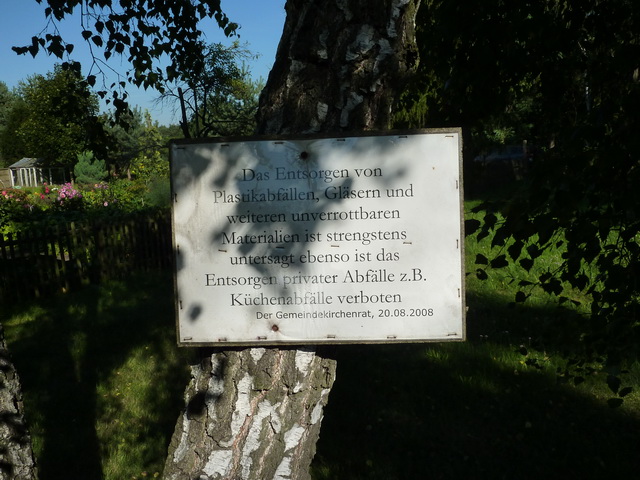 Das Entsorgen von
Plastikabfällen, Gläsern und
weiteren unverrottbaren
Materialien ist strengstens
untersagt ebenso ist das
Entsorgen privater Abfälle z.B.
Küchenabfälle verboten
Der Gemeindekirchenrat, 20.08.2008